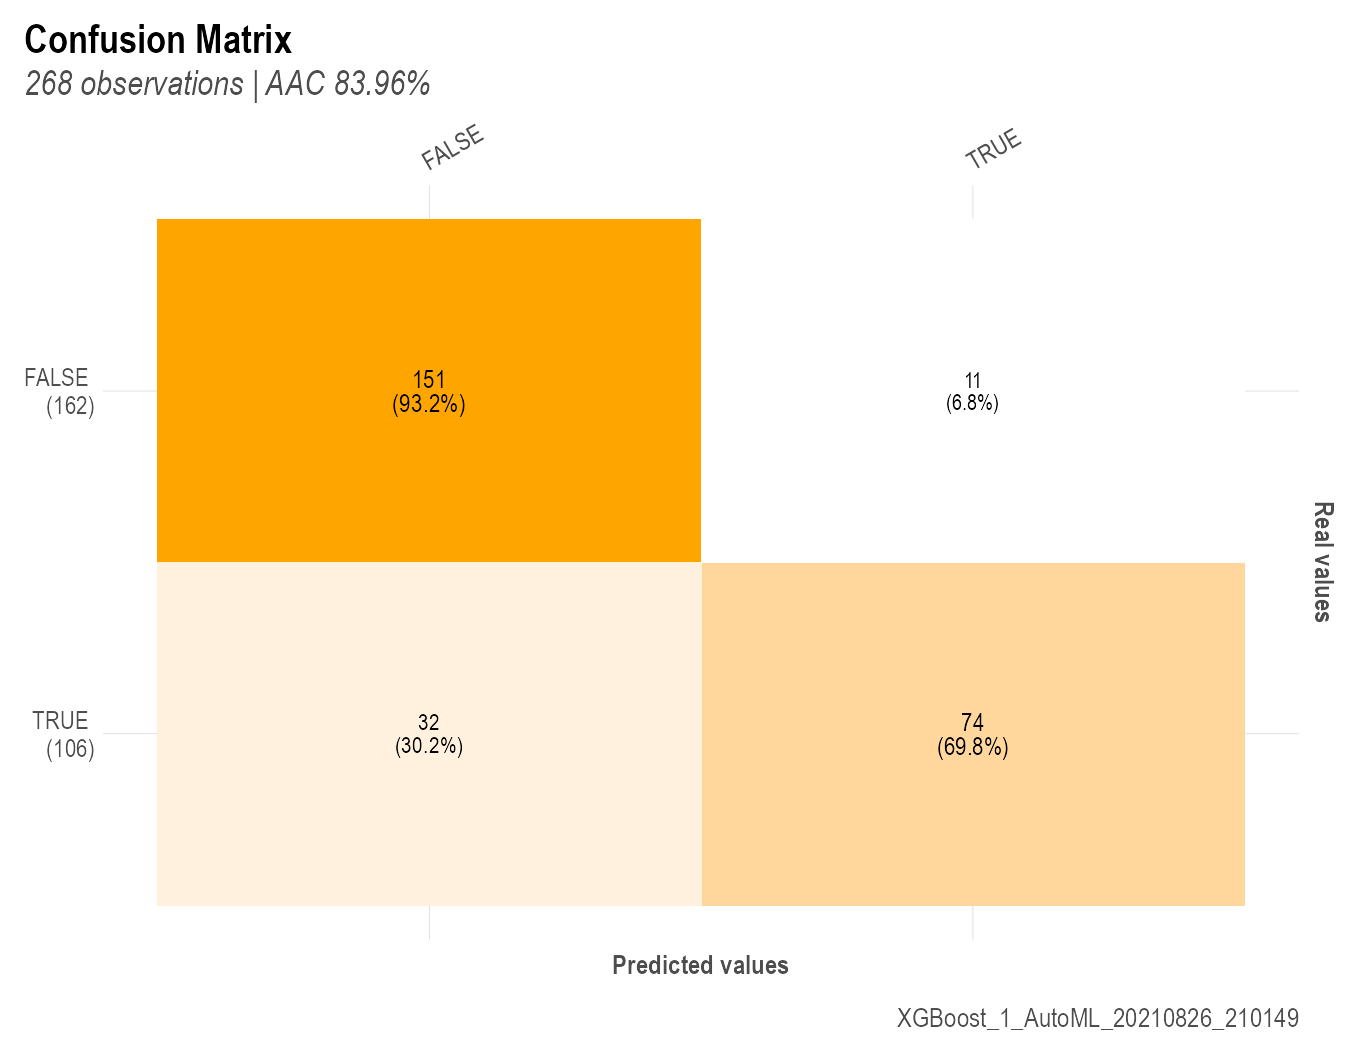 Confusion Matrix
268 observations | AAC 83.96%
FALSE TRUE
FALSE
(162)
151
(93.2%)
11
(6.8%)
Real values
TRUE
(106)
32
(30.2%)
74
(69.8%)
Predicted values
XGBoost_1_AutoML_20210826_210149